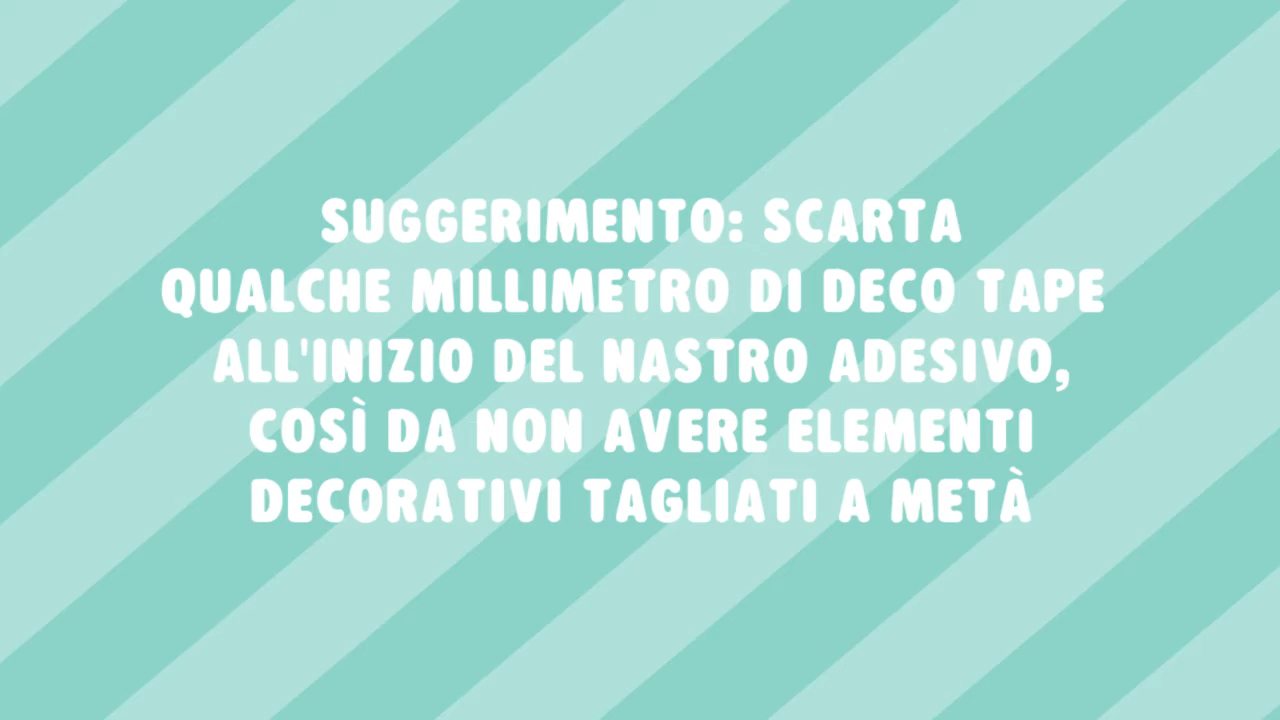 SUGGERIMENTO: SCARTA
QUALCHE MILLIMETRO DI DECO TAPE
ALL'INIZIO DEL NASTRO ADESIVO,
COSÌ DA NON AVERE ELEMENTI
DECORATIVI TAGLIATI A METÀ